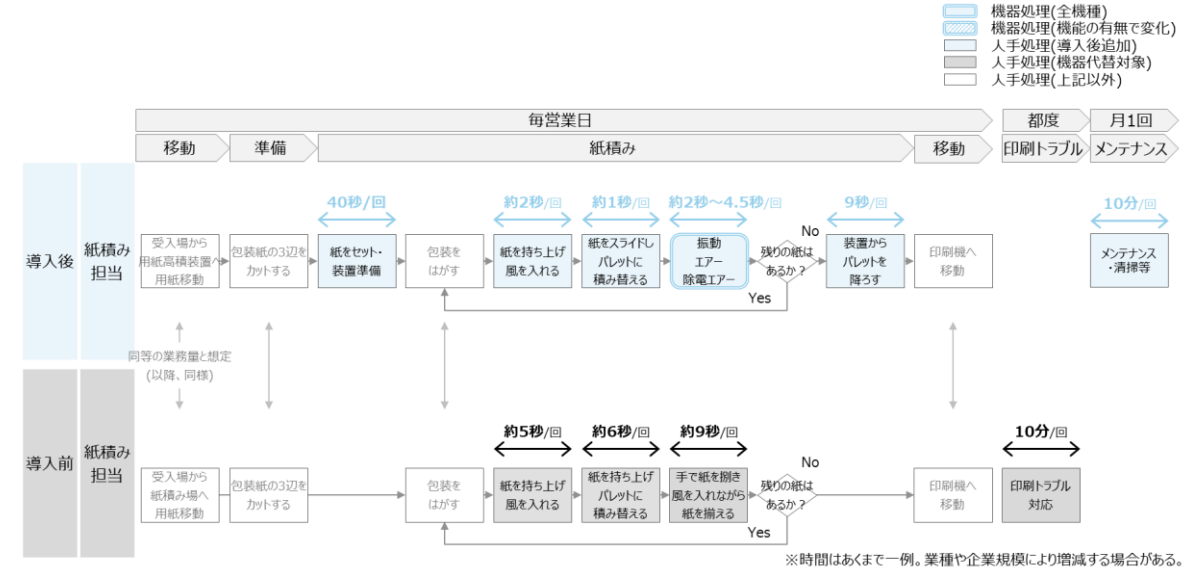 機器処理(全機種)
機器処理(機能の有無で変化)
人手処理(導入後追加)
人手処理(機器代替対象)
人手処理(上記以外)
毎営業日
都度
月1回
移動
準備
紙積み
移動
印刷トラブル
メンテナンス
導入後
紙積み
担当
40秒/回
約2秒/回
約1秒/回
約2秒～4.5秒/回
9秒/回
10分/回
受入場から
用紙高積装置へ
用紙移動
包装紙の3辺を
カットする
紙をセット・
装置準備
包装を
はがす
紙を持ち上げ
風を入れる
紙をスライドし
パレットに
積み替える
振動
エアー
除電エアー
残りの紙は
あるか？
No
Yes
装置から
パレットを
降ろす
印刷機へ
移動
メンテナンス
・清掃等
同等の業務量と想定
(以降、同様)
導入前
紙積み
担当
約5秒/回
約6秒/回
約9秒/回
10分/回
受入場から
紙積み場へ
用紙移動
包装紙の3辺を
カットする
包装を
はがす
紙を持ち上げ
風を入れる
紙を持ち上げ
パレットに
積み替える
手で紙を捌き
風を入れながら
紙を揃える
残りの紙は
あるか？
No
Yes
印刷機へ
移動
印刷トラブル
対応
※時間はあくまで一例。業種や企業規模により増減する場合がある。